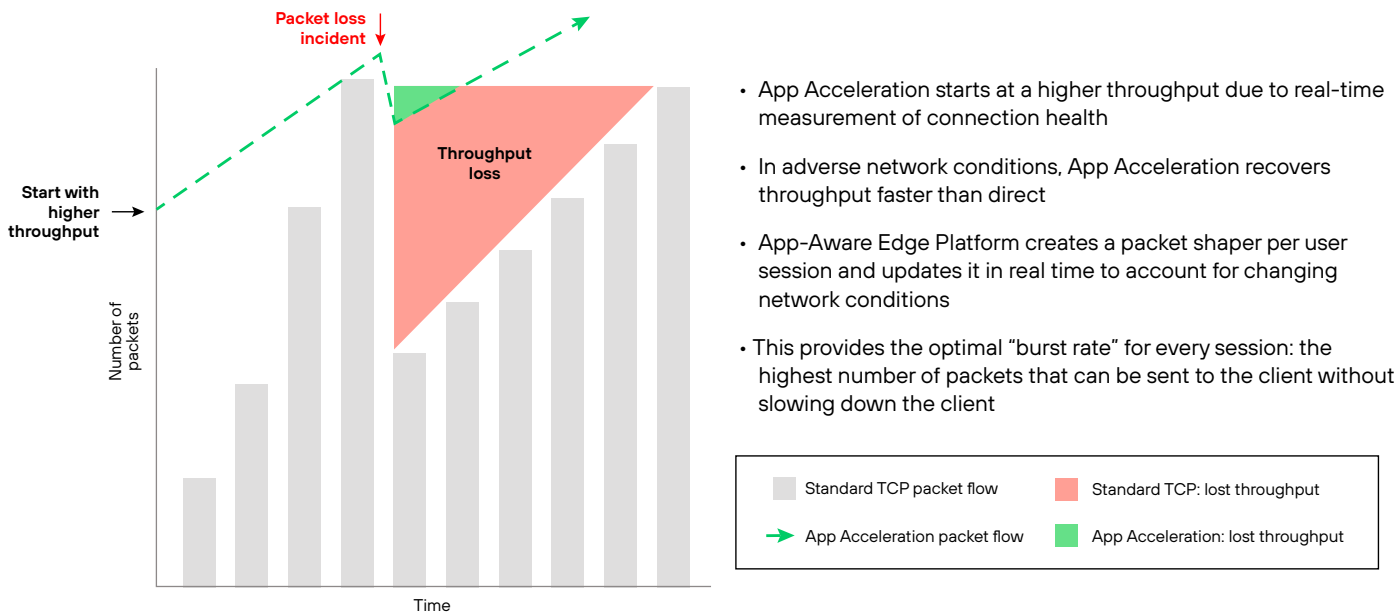 Packet loss
incident
Start with
higher
throughput
Throughput
loss
Number of
packets
Time
• App Acceleration starts at a higher throughput due to real-time
measurement of connection health
• In adverse network conditions, App Acceleration recovers
throughput faster than direct
• App-Aware Edge Platform creates a packet shaper per user
session and updates it in real time to account for changing
network conditions
• This provides the optimal “burst rate” for every session: the
highest number of packets that can be sent to the client without
slowing down the client
Standard TCP packet flow
Standard TCP: lost throughput
App Acceleration packet flow
App Acceleration: lost throughput